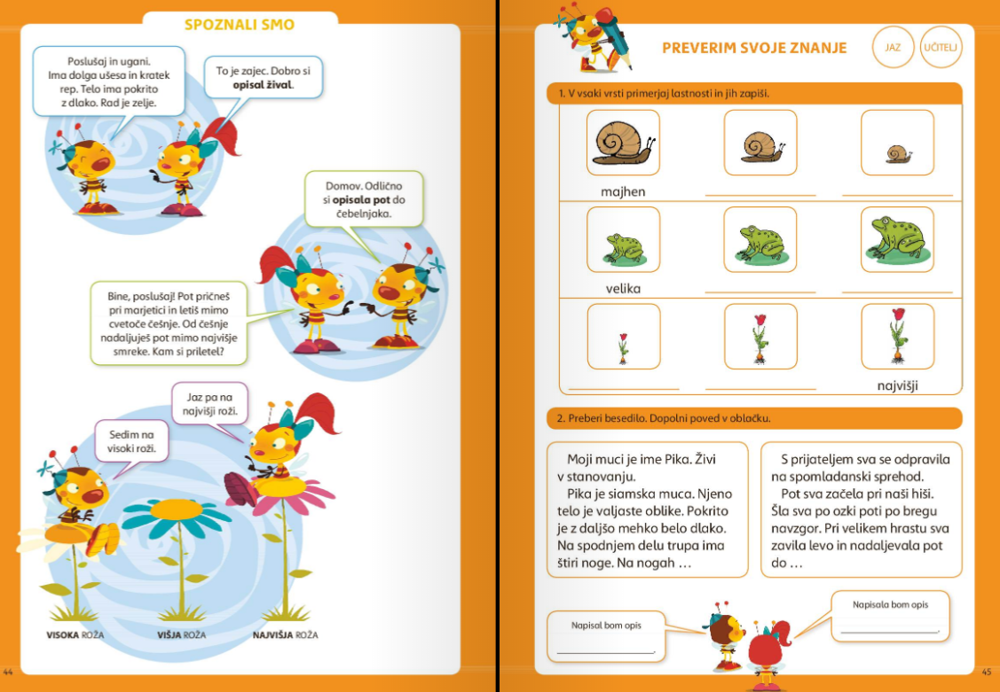 SPOZNALI SMO
Poslušaj in ugani.
Ima dolga ušesa in kratek
rep. Telo ima pokrito
z dlako. Rad je zelje.
To je zajec. Dobro si
opisal žival.
Domov. Odlično
si opisala pot do
čebelnjaka.
Bine, poslušaj! Pot pričneš
pri marjetici in letiš mimo
cvetoče češnje. Od češnje
nadaljuješ pot mimo najvišje
smreke. Kam si priletel?
Jaz pa na
najvišji roži.
Sedim na
visoki roži.
VISOKA ROŽA
VIŠJA ROŽA
NAJVIŠJA ROŽA
44
PREVERIM SVOJE ZNANJE
JAZ
UČITELJ
1. V vsaki vrsti primerjaj lastnosti in jih zapiši.
majhen
velika
najvišji
2. Preberi besedilo. Dopolni poved v oblačku.
Moji muci je ime Pika. Živi
v stanovanju.
Pika je siamska muca. Njeno
telo je valjaste oblike. Pokrito
je z daljšo mehko belo dlako.
Na spodnjem delu trupa ima
štiri noge. Na nogah …
S prijateljem sva se odpravila
na spomladanski sprehod.
Pot sva začela pri naši hiši.
Šla sva po ozki poti po bregu
navzgor. Pri velikem hrastu sva
zavila levo in nadaljevala pot
do …
Napisal bom opis
.
Napisala bom opis
.
45